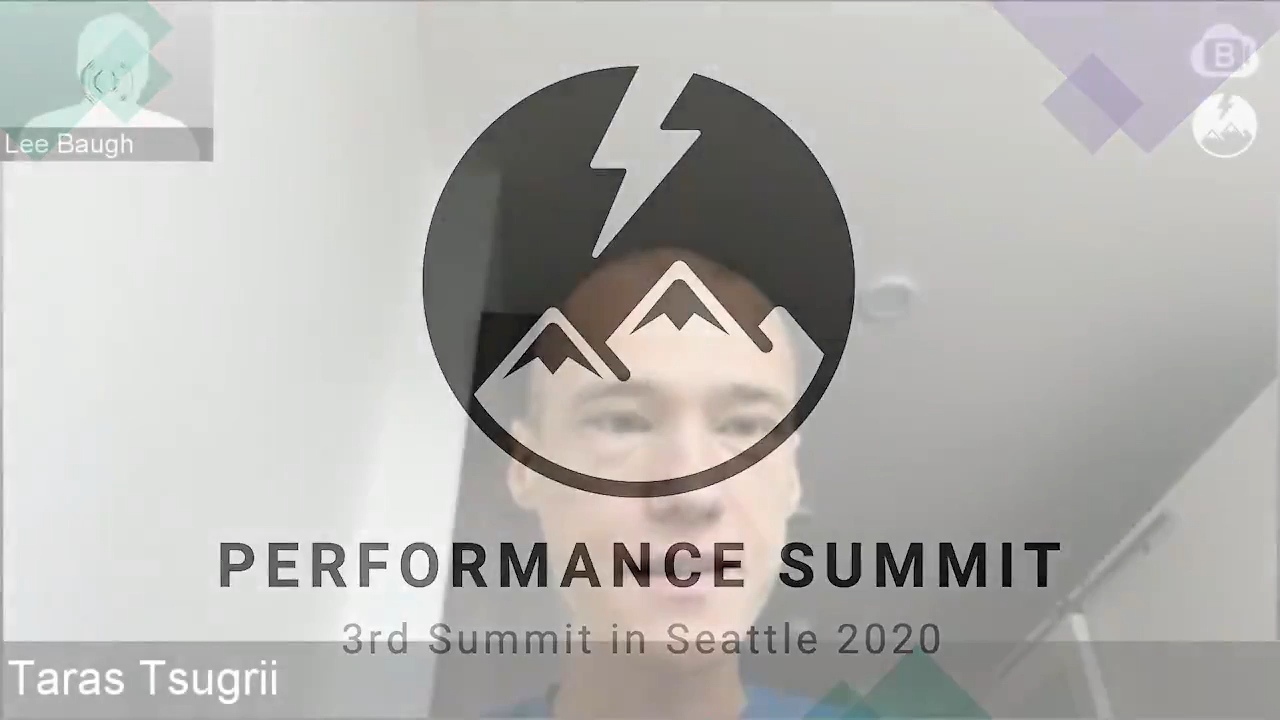 B
Lee Baugh
PERFORMANCE SUMMIT
3rd Summit in Seattle 2020
Taras Tsugrii